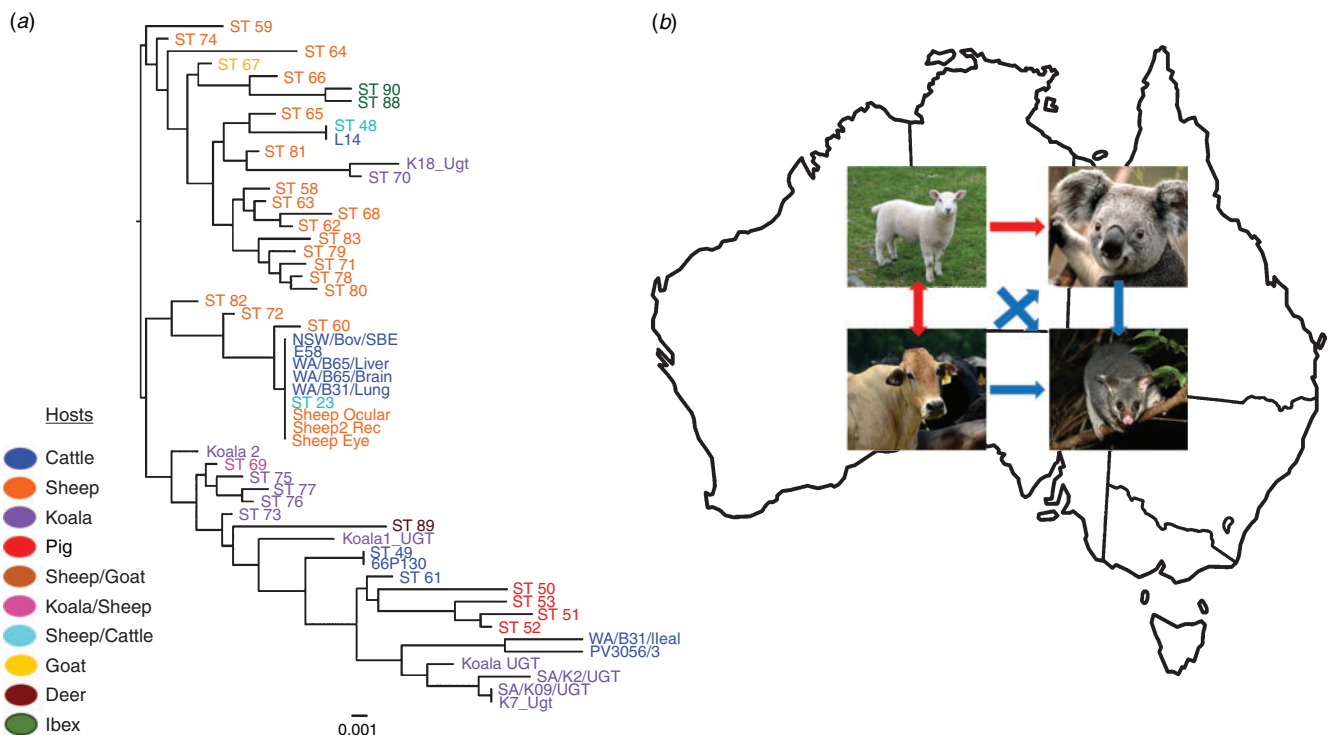 (a)
ST 59
ST 74
ST 64
ST 67
ST 66
ST 90
ST 88
ST 65
ST 48
L14
ST 81
K18_Ugt
ST 70
ST 58
ST 63
ST 68
ST 62
ST 83
ST 79
ST 71
ST 78
ST 80
ST 82
ST 72
ST 60
NSW/Bov/SBE
E58
WA/B65/Liver
WA/B65/Brain
WA/B31/Lung
ST 23
Sheep Ocular
Sheep2 Rec
Sheep Eye
Koala 2
ST 69
ST 75
ST 77
ST 76
ST 73
ST 89
Koala1_UGT
ST 49
66P130
ST 61
ST 50
ST 53
ST 51
ST 52
WA/B31/Ileal
PV3056/3
Koala UGT
SA/K2/UGT
SA/K09/UGT
K7_Ugt
0.001
Hosts
Cattle
Sheep
Koala
Pig
Sheep/Goat
Koala/Sheep
Sheep/Cattle
Goat
Deer
Ibex
(b)